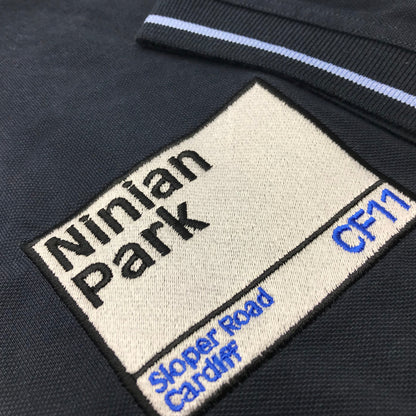 Ninian
Park
Sloper Road
Cardiff
CF11